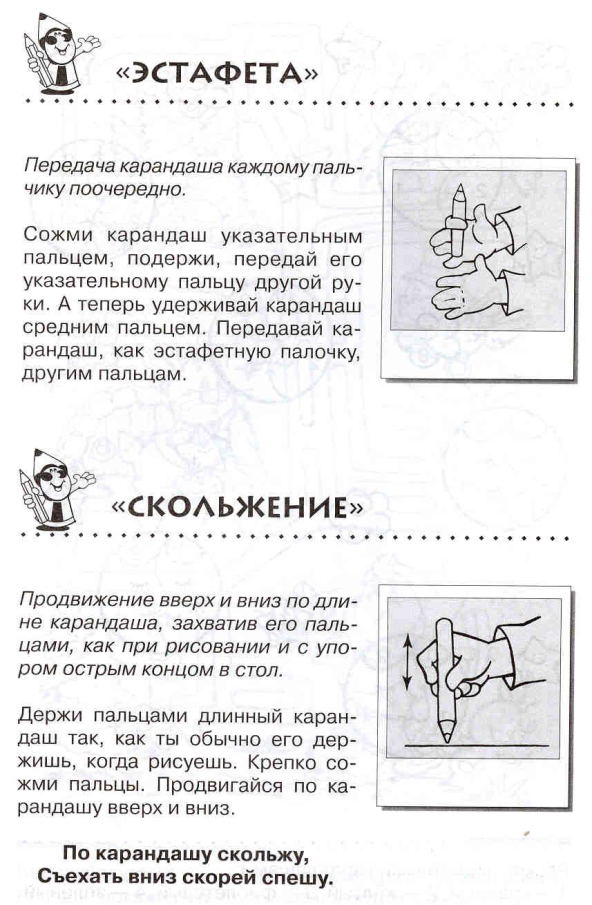 «ЭСТАФЕТА»
Передача карандаша каждому паль-
чику поочередно.
Сожми карандаш указательным
пальцем, подержи, передай его
указательному пальцу другой ру-
ки. А теперь удерживай карандаш
средним пальцем. Передавай ка-
рандаш, как эстафетную палочку,
другим пальцам.
«СКОЛЬЖЕНИЕ»
Продвижение вверх и вниз по дли-
не карандаша, захватив его паль-
цами, как при рисовании и с упо-
ром острым концом в стол.
Держи пальцами длинный каран-
даш так, как ты обычно его дер-
жишь, когда рисуешь. Крепко со-
жми пальцы. Продвигайся по ка-
рандашу вверх и вниз.
По карандашу скольжу,
Съехать вниз скорей спешу.